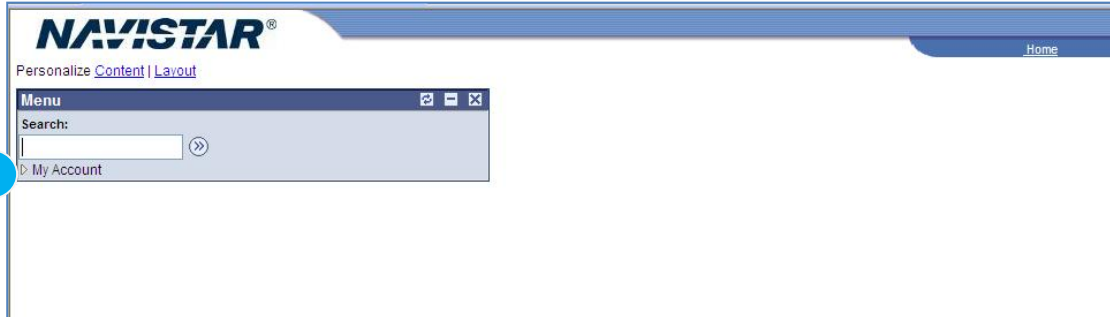 NAVISTAR®
Home
Personalize Content | Layout
Menu
Search:
My Account